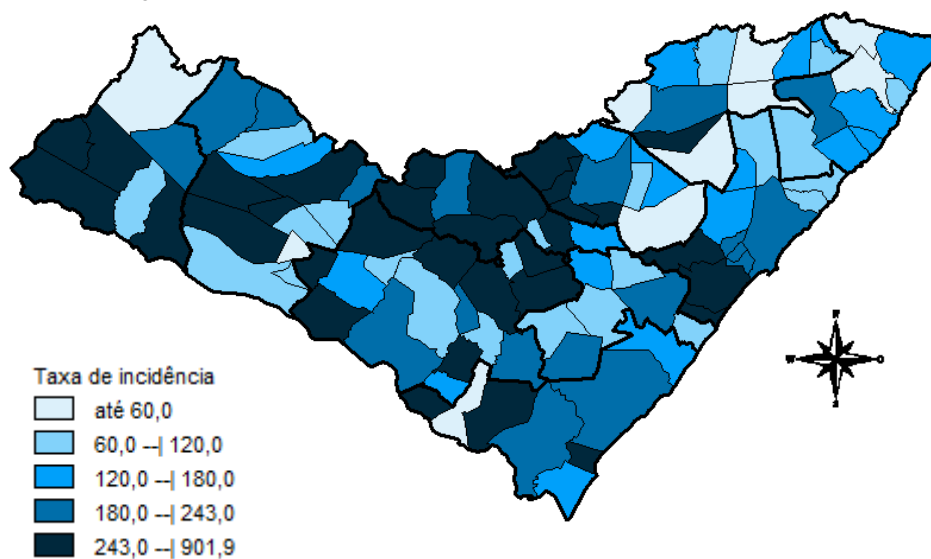 N
W
O
S
Taxa de incidência
até 60,0
60,0 --| 120,0
120,0 --| 180,0
180,0 --| 243,0
243,0 --| 901,9